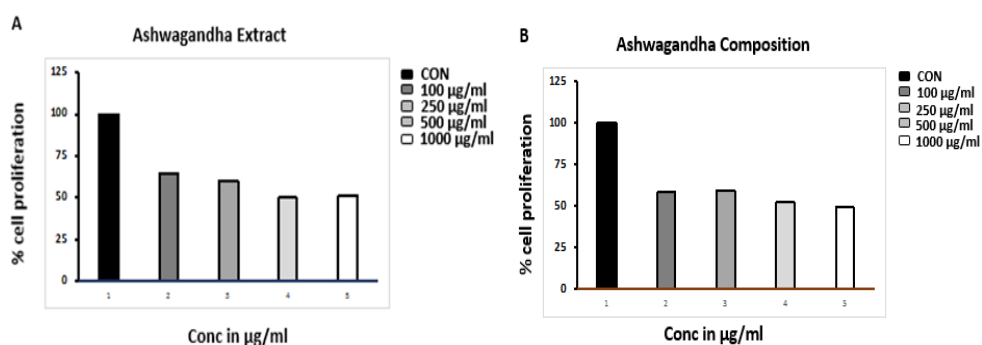 A
Ashwagandha Extract
125
100
75
50
25
0
% cell proliferation
1 2 3 4 5
Conc in µg/ml
CON
100 µg/ml
250 µg/ml
500 µg/ml
1000 µg/ml
B
Ashwagandha Composition
125
100
75
50
25
0
% cell proliferation
1 2 3 4 5
Conc in µg/ml
CON
100 µg/ml
250 µg/ml
500 µg/ml
1000 µg/ml